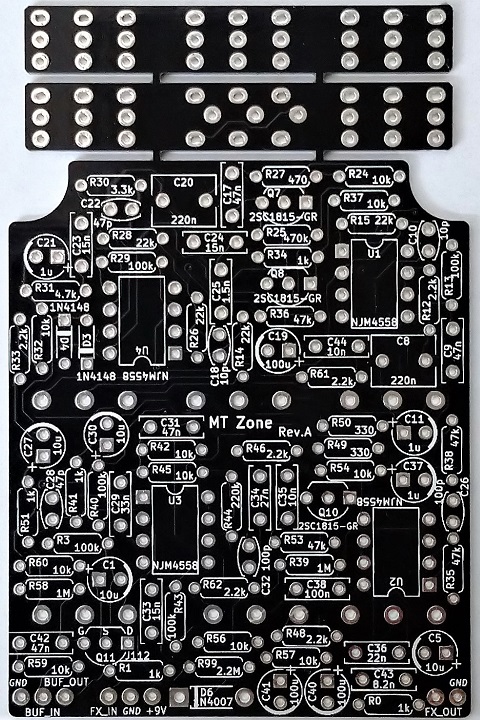 R30 3.3k
C22 47p
C20 220n
C17 47n
R27 470
Q7
2SC1815-GR
R24 10k
R37 10k
R15 22k
C21 1u
C23 15n
R28 22k
R29 100k
C24 15n
R25 470k
R34 1k
Q8
2SC1815-GR
U1
NJM4558
C10 10p
R13 100k
R12 2.2k
R31 4.7k
1N4148
D4
D3
1N4148
R33 2.2k
R32 10k
U4
NJM4558
R26 22k
C25 1.5n
R36 47k
C18 10p
R14 22k
C19 100u
C44 10n
C8 220n
C9 47n
R61 2.2k
MT Zone
Rev.A
C27 10u
C30 10u
C31 47n
R42 10k
R45 10k
R46 2.2k
R50 330
R49 330
R54 10k
C11 1u
C37 1u
R38 47k
C28 47p
R51 1k
R41 1k
R40 100k
C29 33n
U3
NJM4558
R44 220k
C34 27n
C35 10n
Q10
2SC1815-GR
NJM4558
U2
100p C26
R3 100k
R53 47k
R39 1M
C38 100n
R35 47k
R60 10k
R58 1M
C1 10u
C33 15n
R43 100k
R62 2.2k
C32 100p
C42 47n
G S D
Q11 J112
R56 10k
R48 2.2k
R57 10k
C36 22n
C5 10u
R59 10k
R1 1k
R99 2.2M
C43 8.2n
GND BUF_OUT
D6
1N4007
C41 100u
C40 100u
R0 1k
GND
BUF_IN FX_IN GND +9V FX_OUT